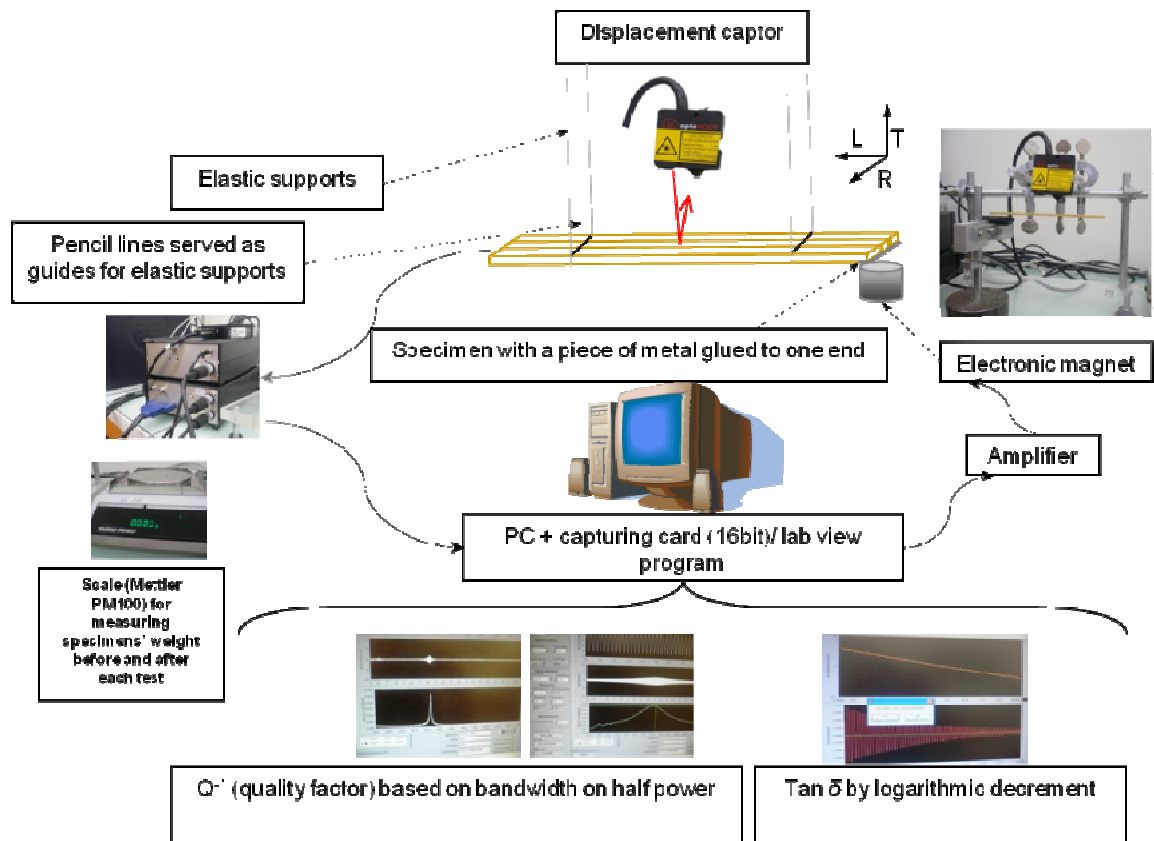 Displacement captor
L
T
R
Elastic supports
Pencil lines served as
guides for elastic supports
Specimen with a piece of metal glued to one end
Electronic magnet
Amplifier
PC + capturing card (16bit)/ lab view
program
Scale (Mettler
PM100) for
measuring
specimens' weight
before and after
each test
Q-1 (quality factor) based on bandwidth on half power
Tan δ by logarithmic decrement